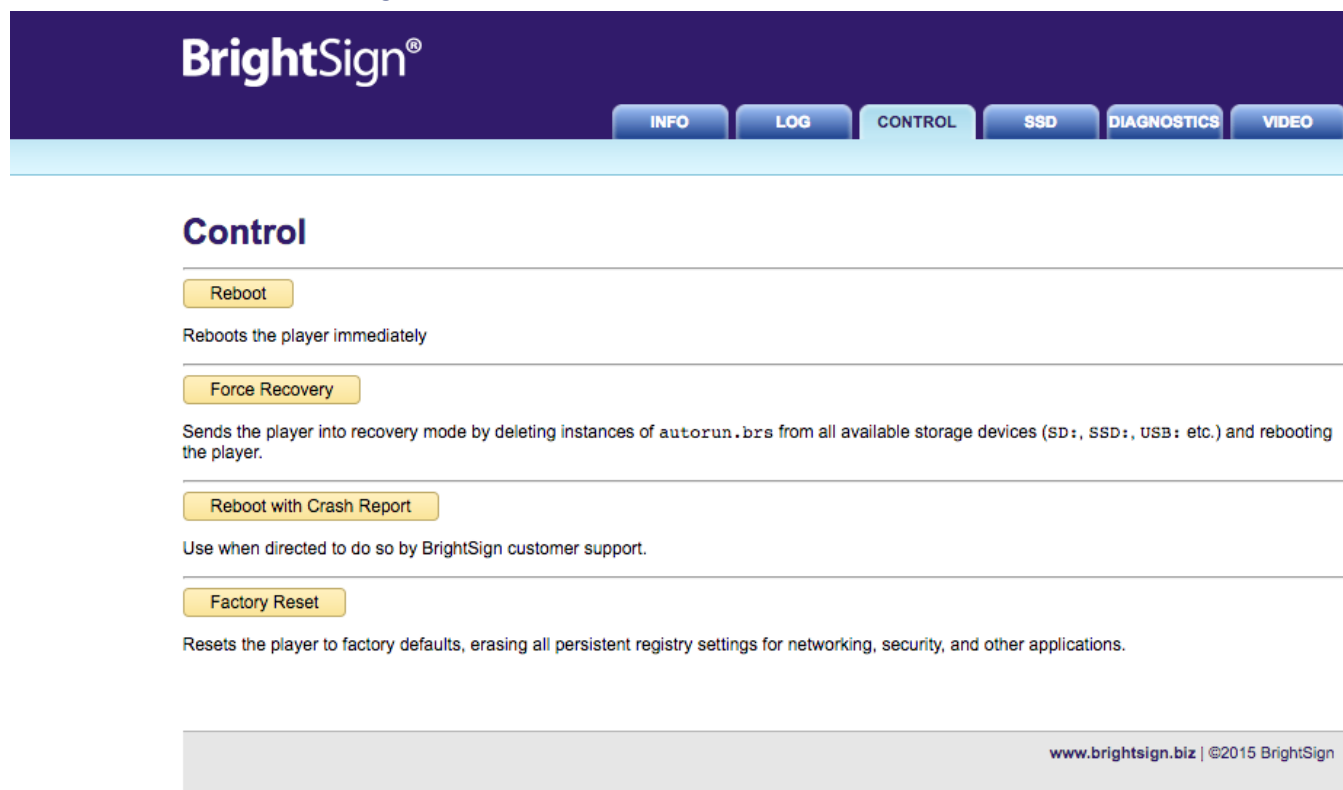 BrightSign®
INFO LOG CONTROL SSD DIAGNOSTICS VIDEO
Control
Reboot
Reboots the player immediately
Force Recovery
Sends the player into recovery mode by deleting instances of autorun.brs from all available storage devices (SD:, SSD:, USB: etc.) and rebooting
the player.
Reboot with Crash Report
Use when directed to do so by BrightSign customer support.
Factory Reset
Resets the player to factory defaults, erasing all persistent registry settings for networking, security, and other applications.
www.brightsign.biz | ©2015 BrightSign